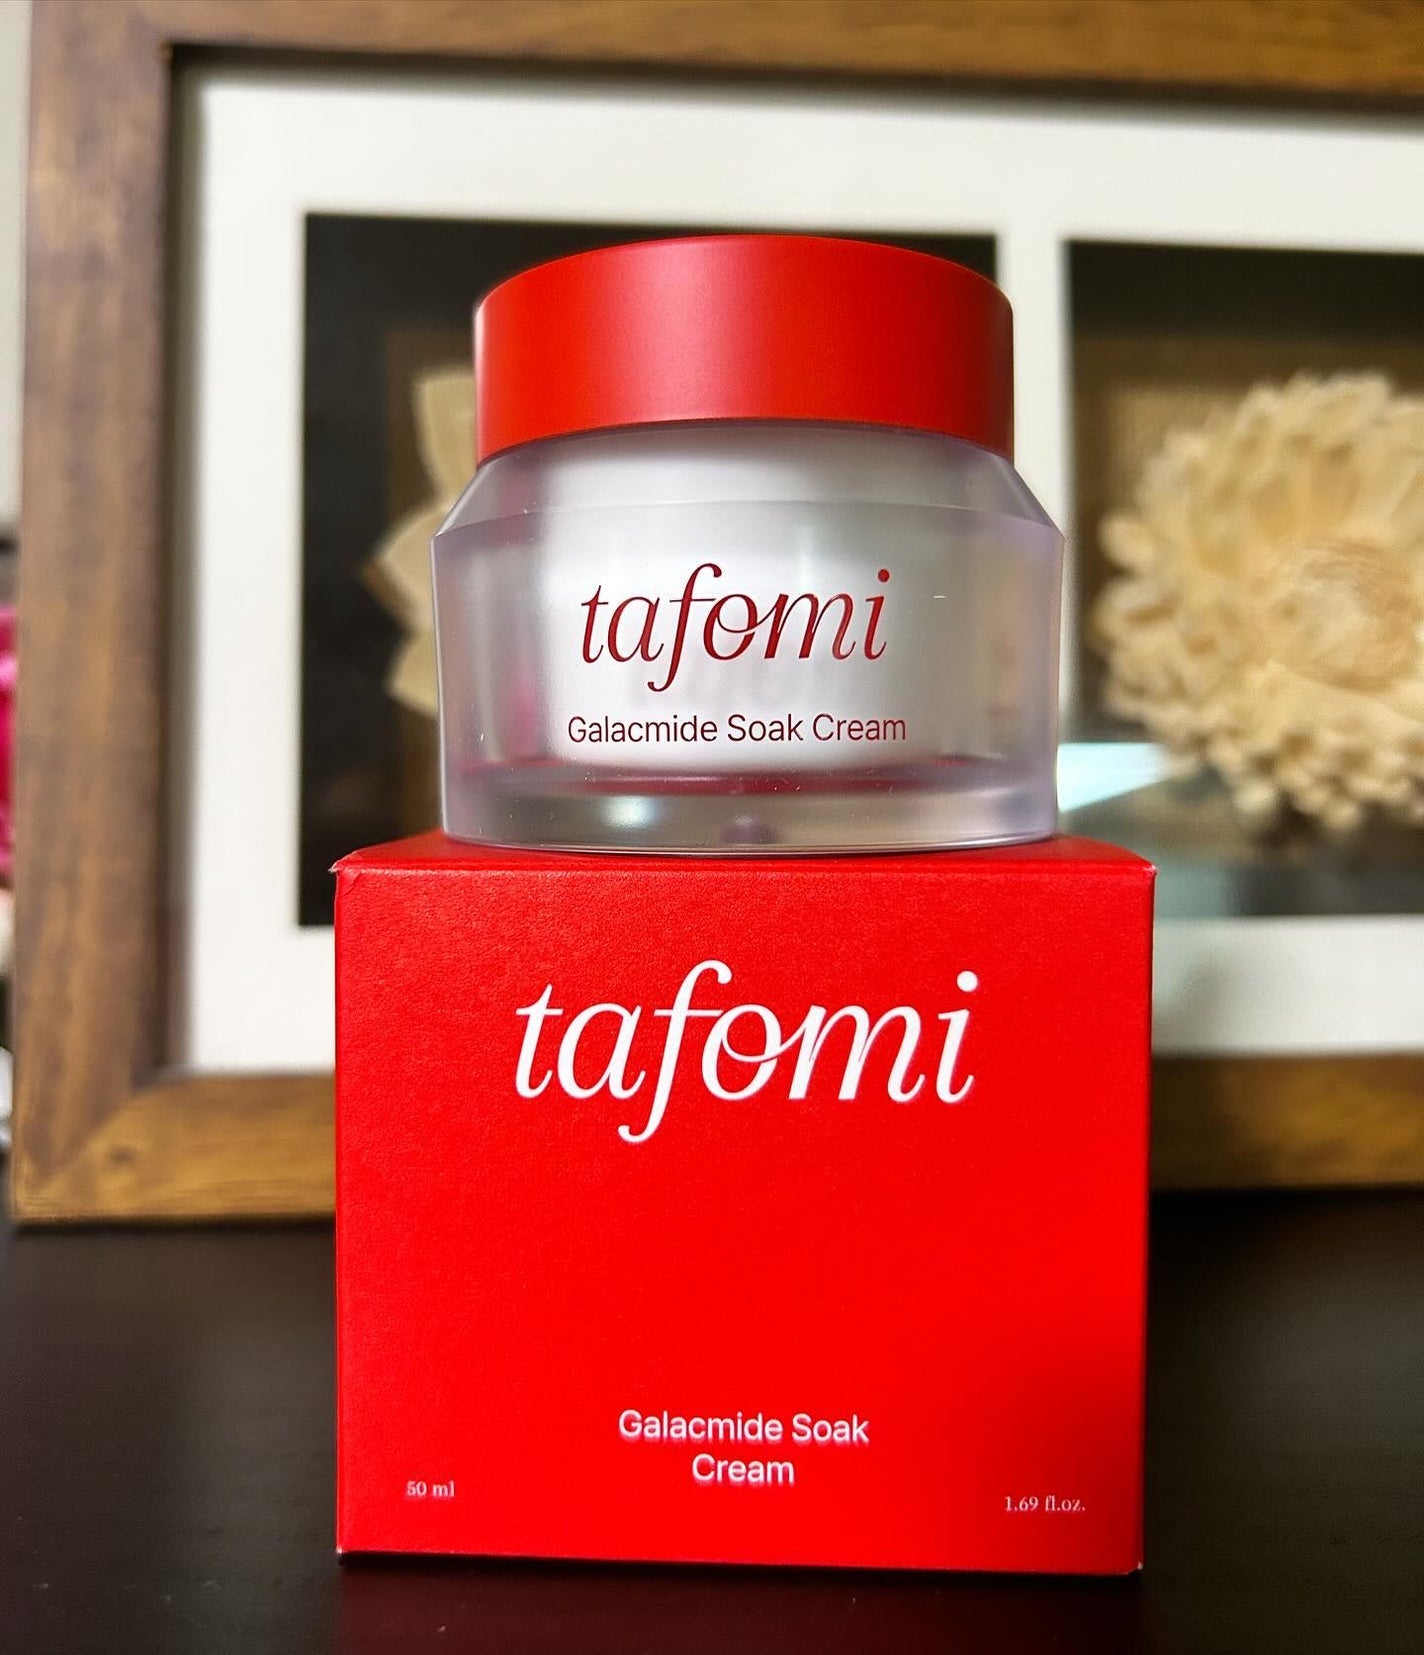 tafomi
Galacmide Soak Cream
tafomi
Galacmide Soak
Cream
50 ml
1.69 fl.oz.